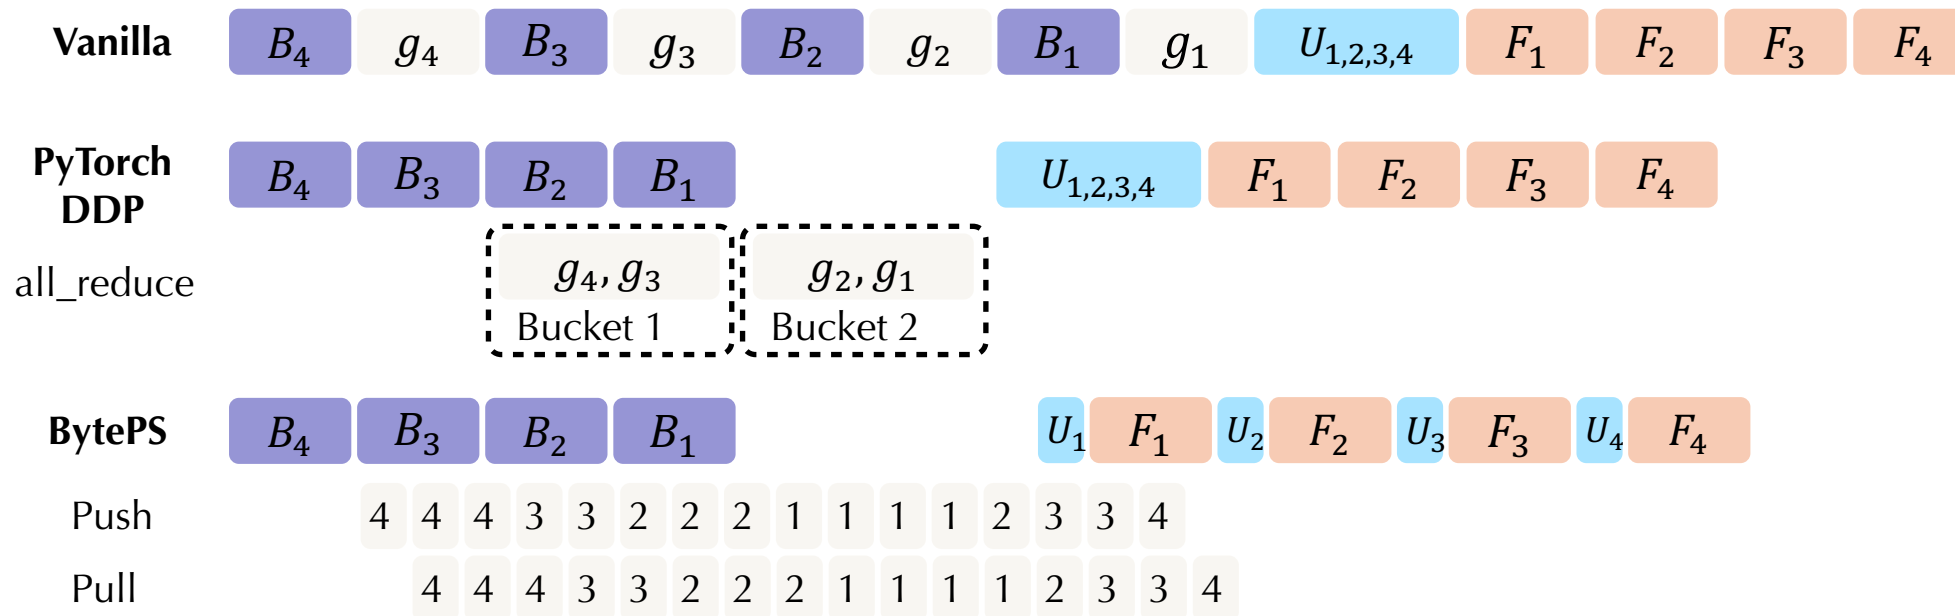 Vanilla B₄ g₄ B₃ g₃ B₂ g₂ B₁ g₁ U₁,₂,₃,₄ F₁ F₂ F₃ F₄
PyTorch
DDP
B₄ B₃ B₂ B₁ U₁,₂,₃,₄ F₁ F₂ F₃ F₄
all_reduce g₄, g₃ g₂, g₁
Bucket 1 Bucket 2
BytePS B₄ B₃ B₂ B₁ U₁ F₁ U₂ F₂ U₃ F₃ U₄ F₄
Push 4 4 4 3 3 2 2 2 1 1 1 1 2 3 3 4
Pull 4 4 4 3 3 2 2 2 1 1 1 1 2 3 3 4